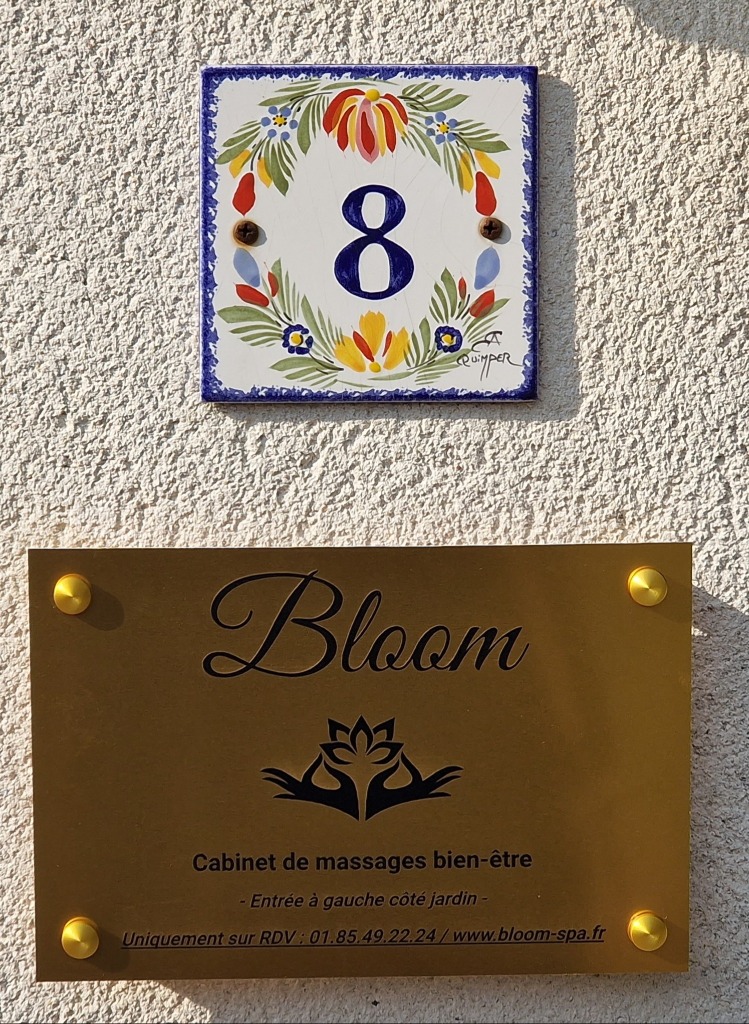 8
CA
QUIMPER
Bloom
Cabinet de massages bien-être
- Entrée à gauche côté jardin -
Uniquement sur RDV : 01.85.49.22.24 / www.bloom-spa.fr